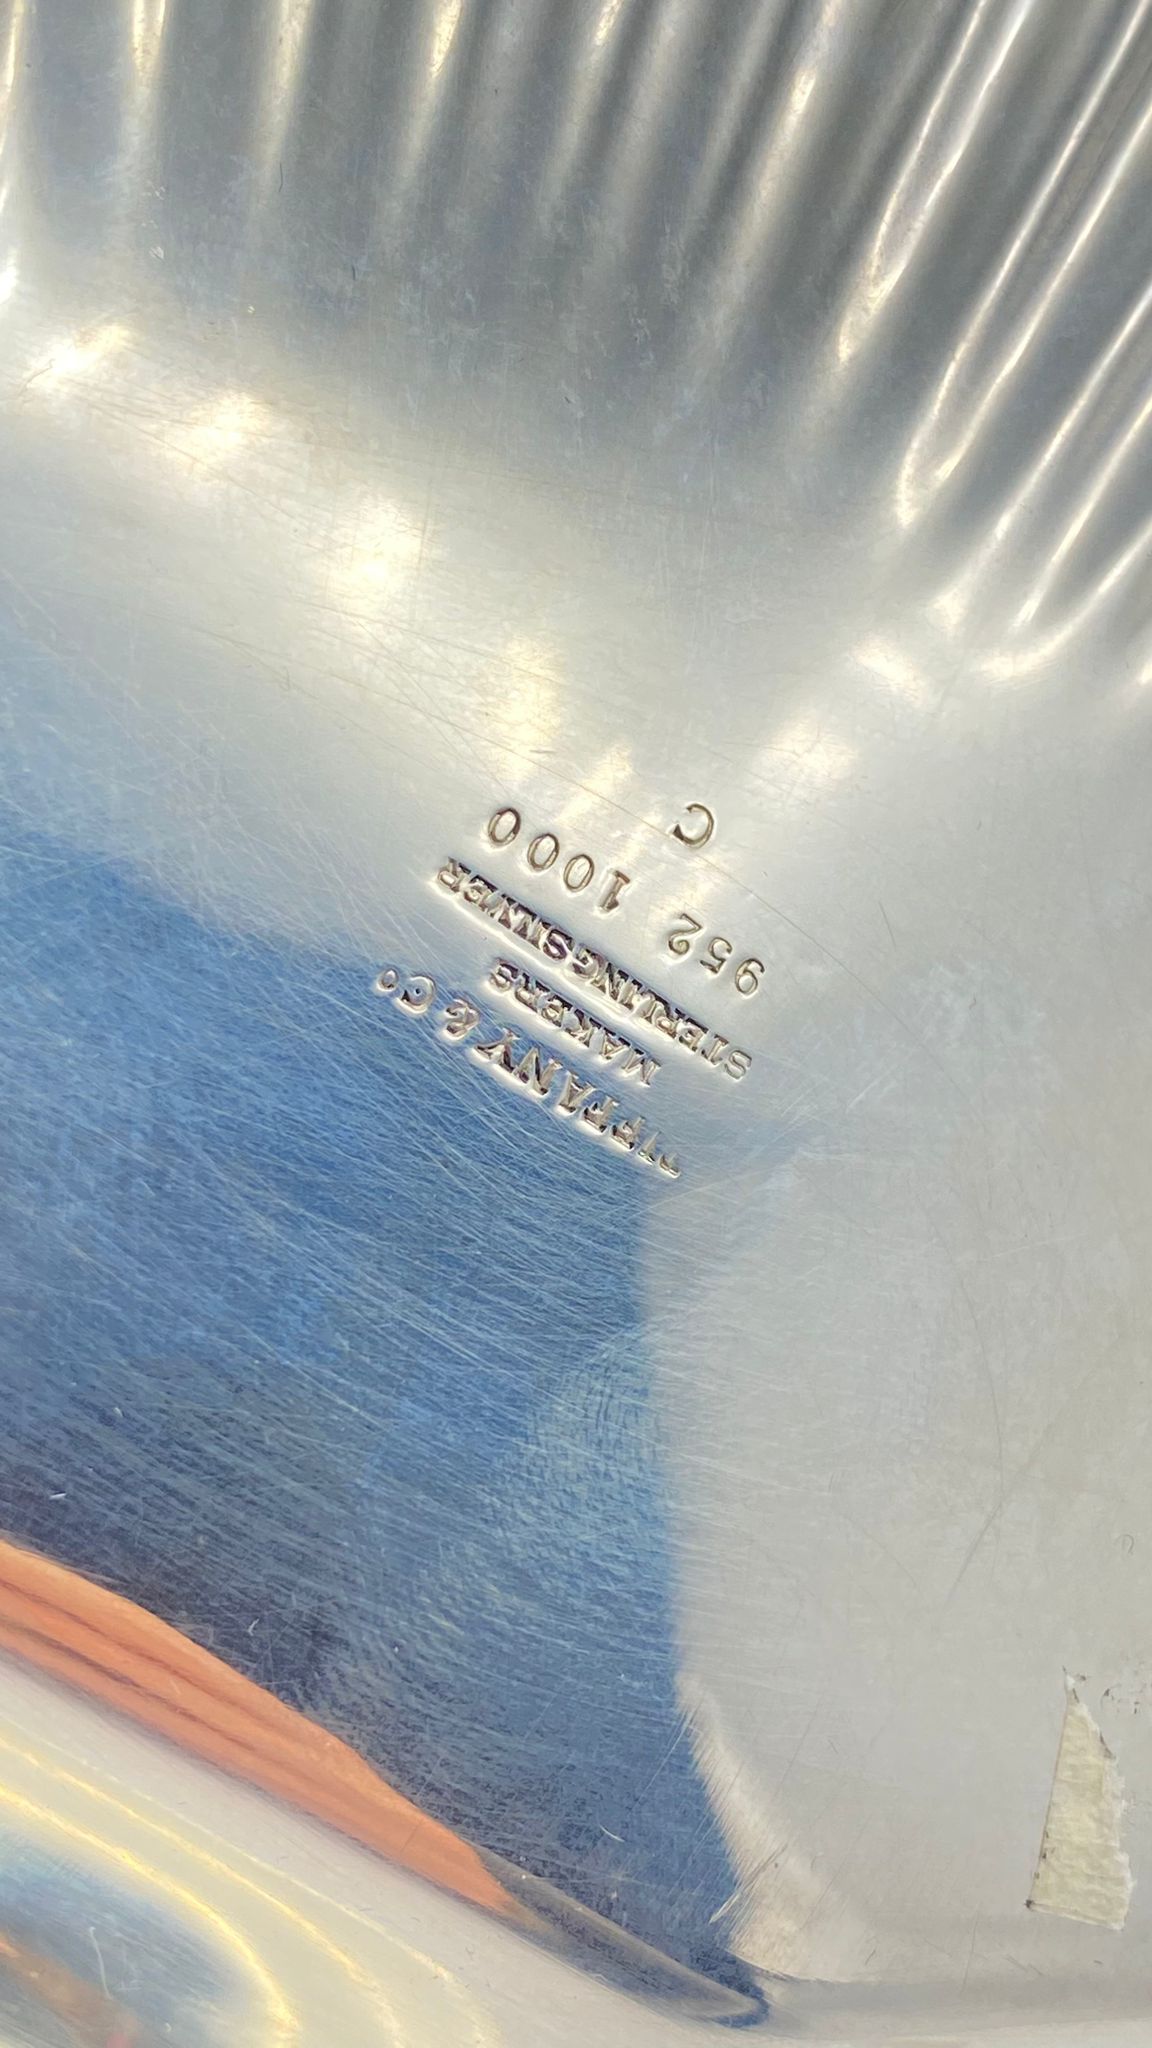 TIFFANY & Co
MAKERS
STERLING SILVER
952 1000
C